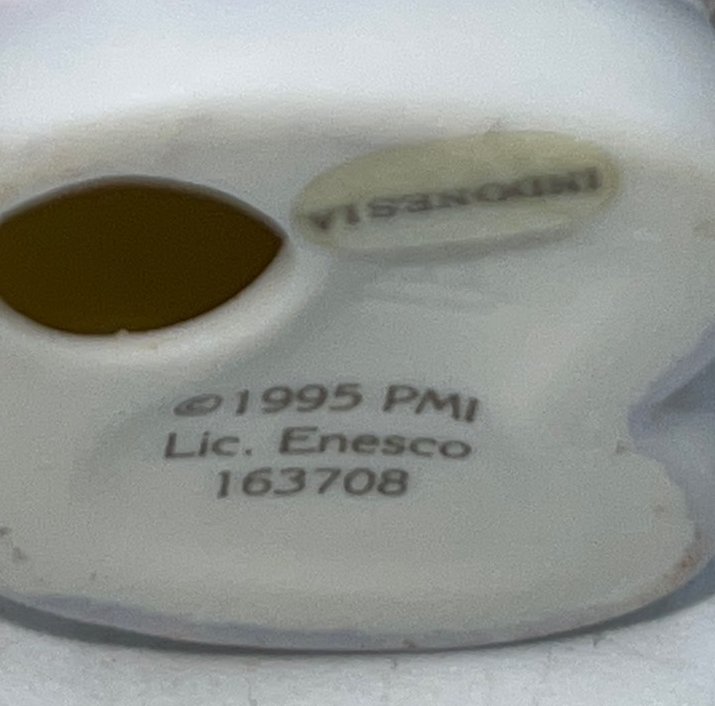 INDONESIA
©1995 PMI
Lic. Enesco
163708